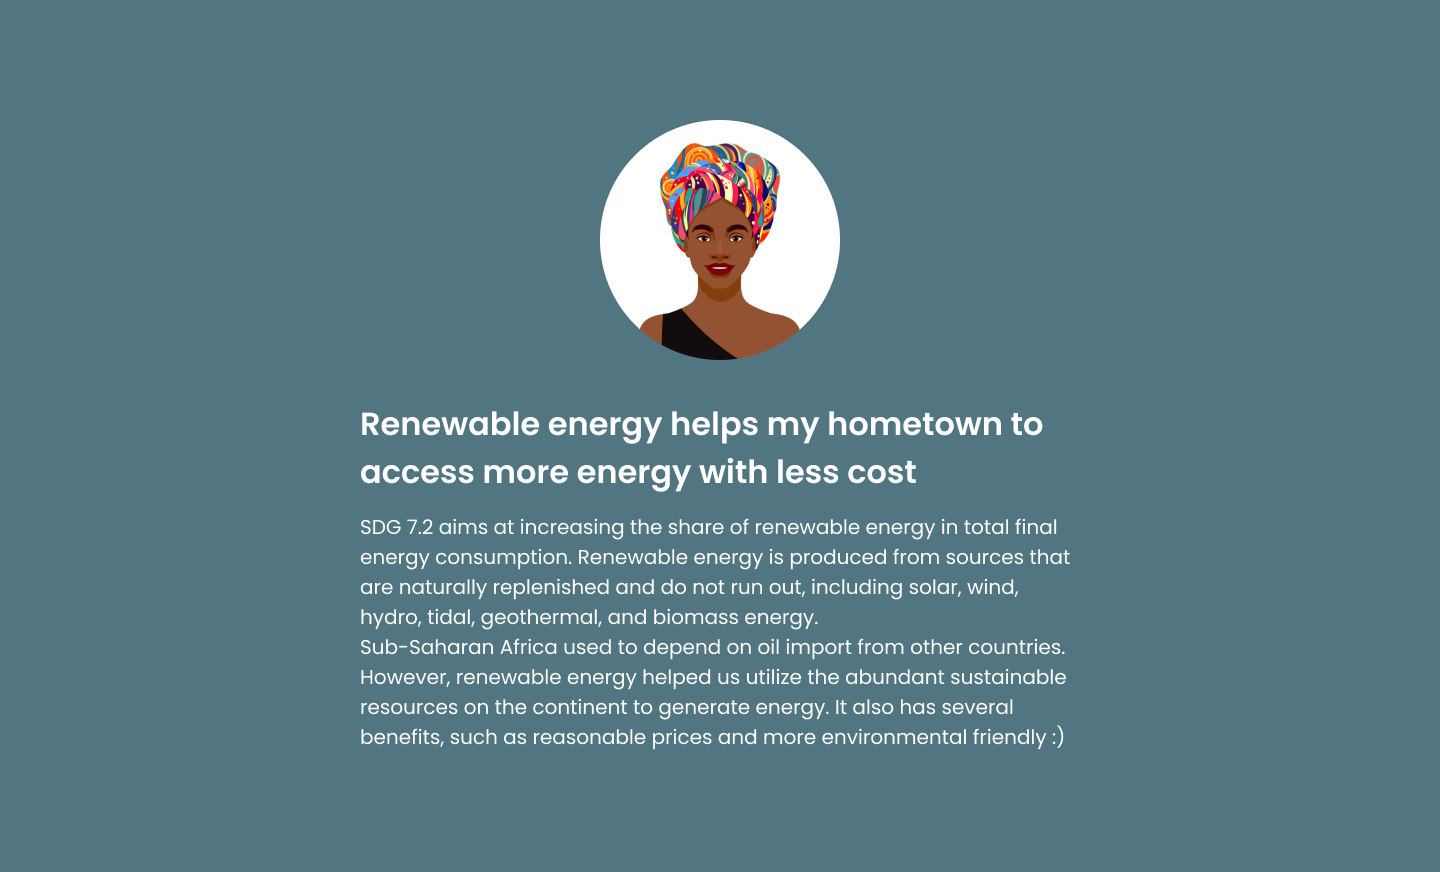 Renewable energy helps my hometown to
access more energy with less cost
SDG 7.2 aims at increasing the share of renewable energy in total final
energy consumption. Renewable energy is produced from sources that
are naturally replenished and do not run out, including solar, wind,
hydro, tidal, geothermal, and biomass energy.
Sub-Saharan Africa used to depend on oil import from other countries.
However, renewable energy helped us utilize the abundant sustainable
resources on the continent to generate energy. It also has several
benefits, such as reasonable prices and more environmental friendly :)